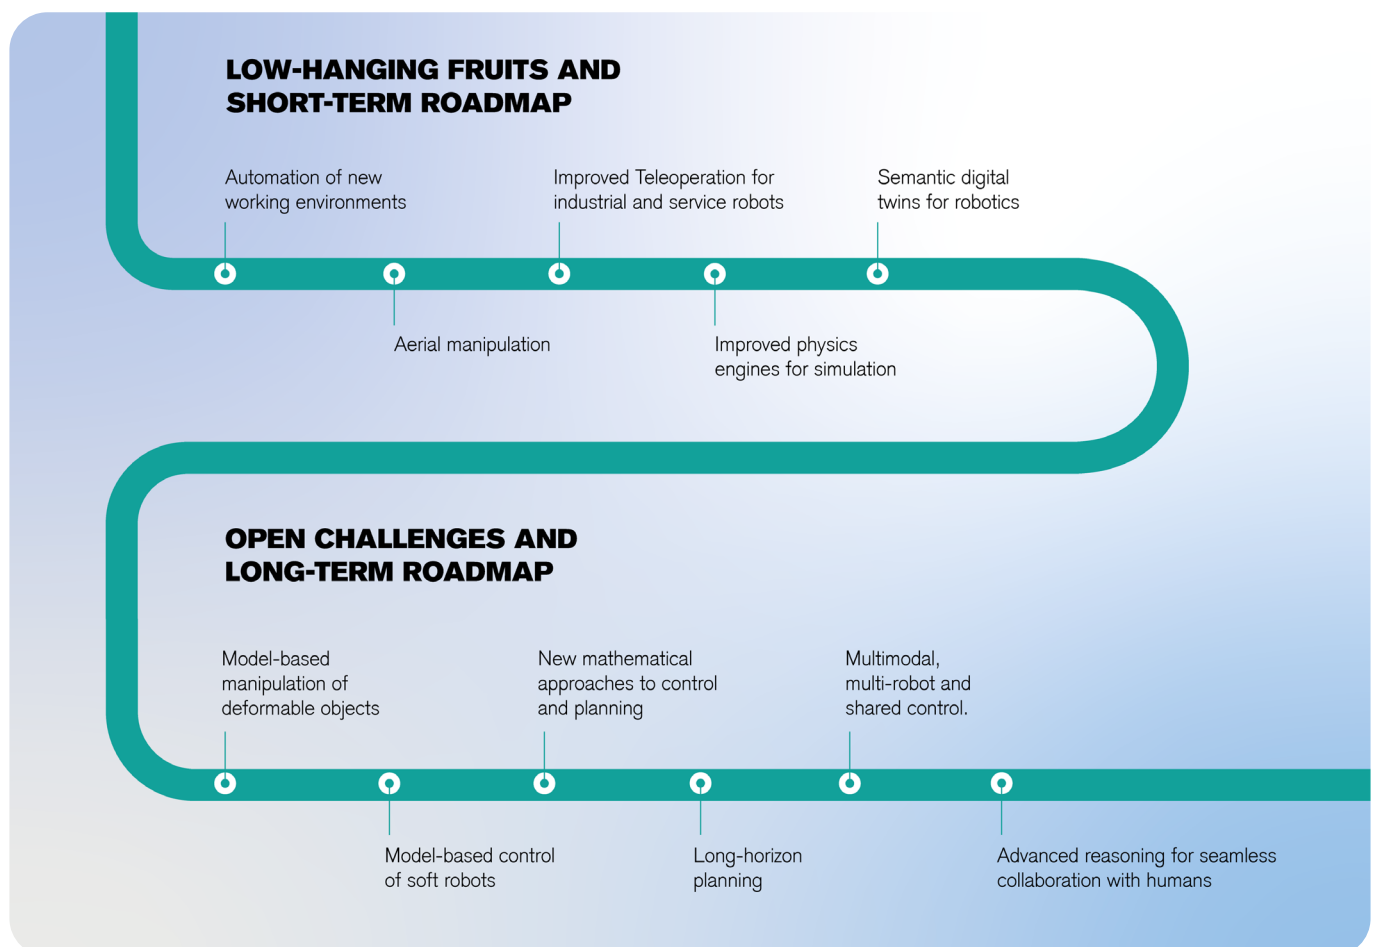 LOW-HANGING FRUITS AND
SHORT-TERM ROADMAP
Automation of new
working environments
Improved Teleoperation for
industrial and service robots
Semantic digital
twins for robotics
Aerial manipulation
Improved physics
engines for simulation
OPEN CHALLENGES AND
LONG-TERM ROADMAP
Model-based
manipulation of
deformable objects
New mathematical
approaches to control
and planning
Multimodal,
multi-robot and
shared control.
Model-based control
of soft robots
Long-horizon
planning
Advanced reasoning for seamless
collaboration with humans